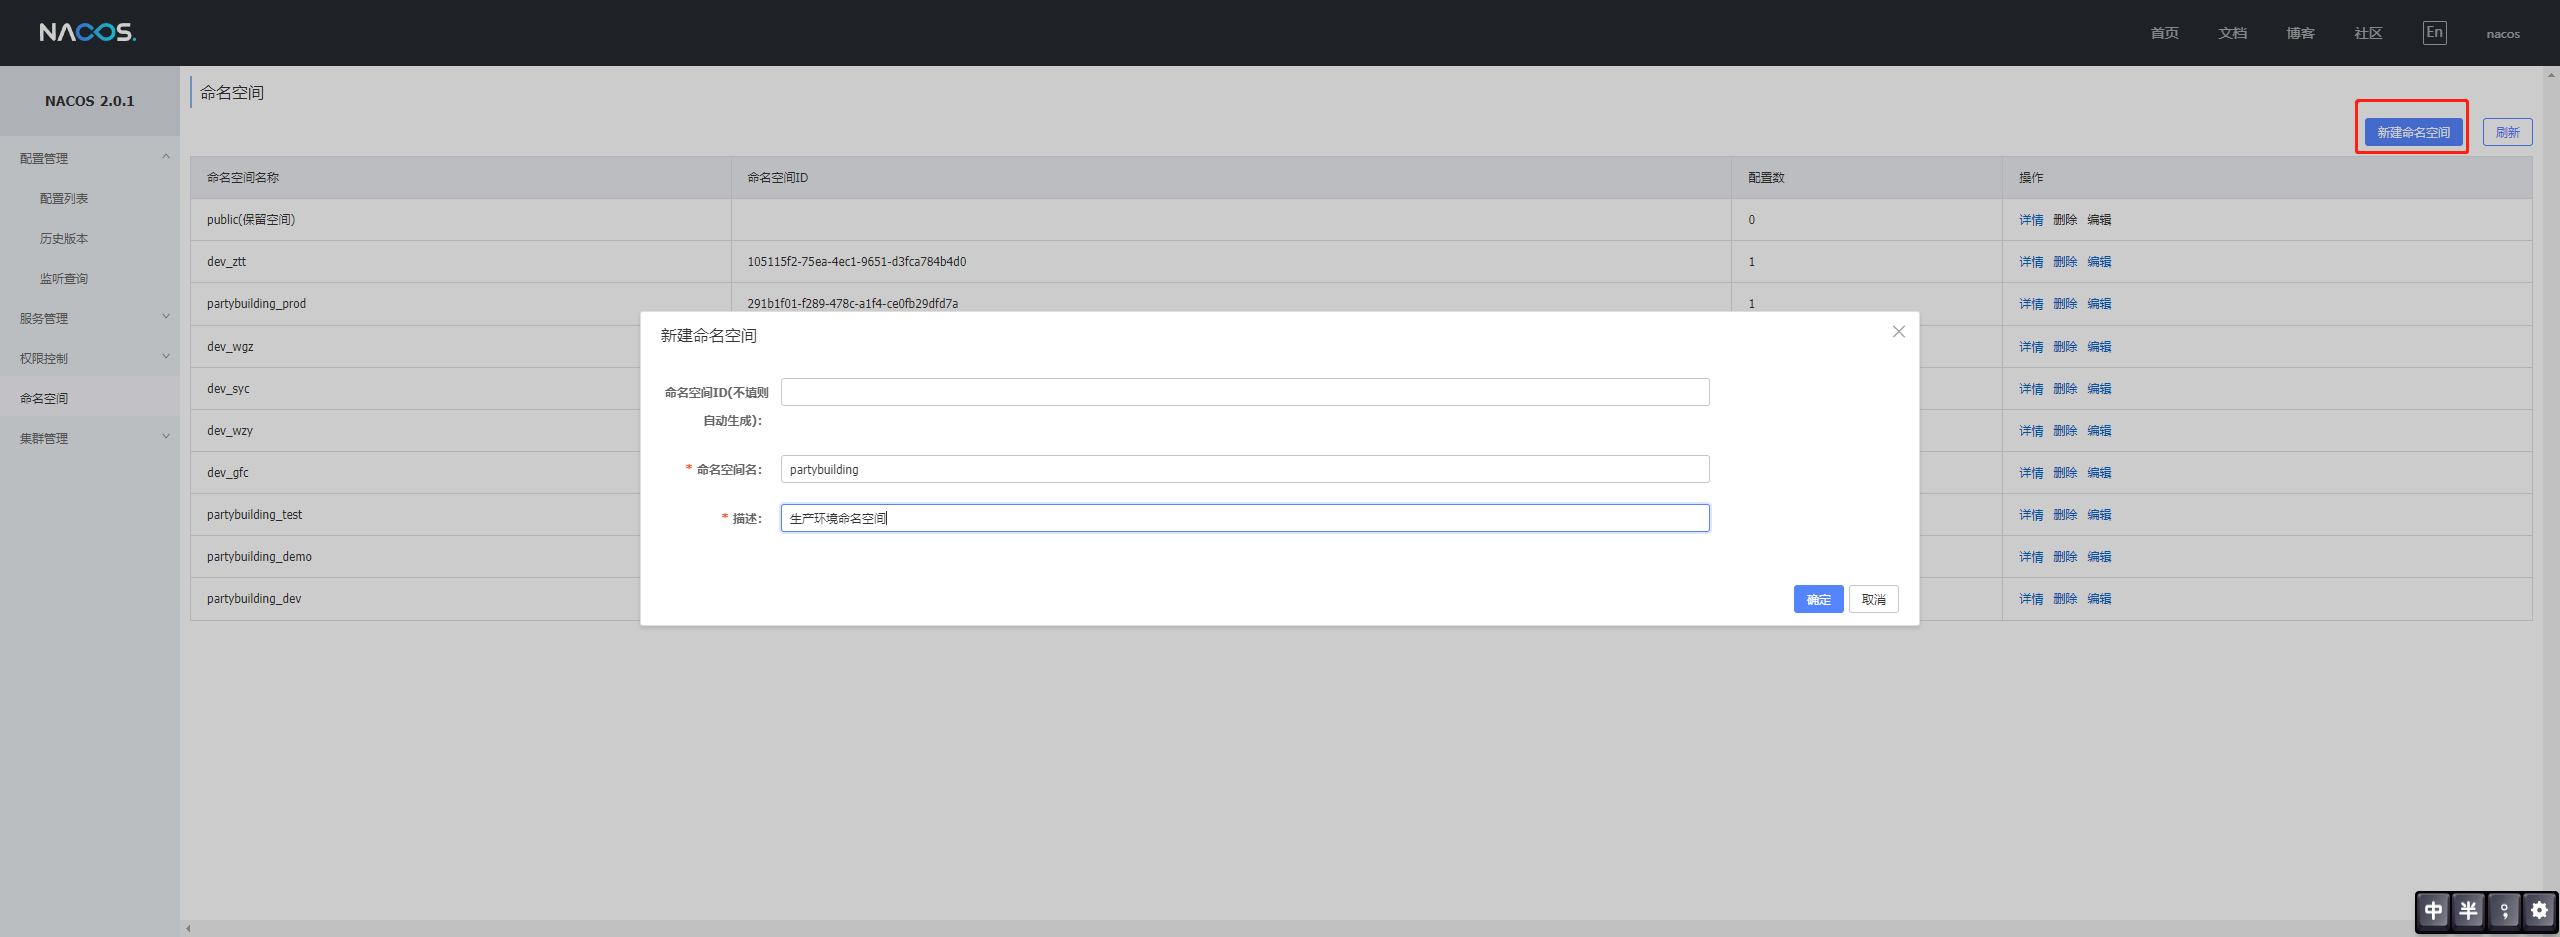 NACOS.
首页 文档 博客 社区 En nacos
NACOS 2.0.1
配置管理
配置列表
历史版本
监听查询
服务管理
权限控制
命名空间
集群管理
命名空间
新建命名空间 刷新
命名空间名称 命名空间ID 配置数 操作
public(保留空间) 0 详情 删除 编辑
dev_ztt 105115f2-75ea-4ec1-9651-d3fca784b4d0 1 详情 删除 编辑
partybuilding_prod 291b1f01-f289-478c-a1f4-ce0fb29dfd7a 1 详情 删除 编辑
dev_wgz 详情 删除 编辑
dev_syc 详情 删除 编辑
dev_wzy 详情 删除 编辑
dev_gfc 详情 删除 编辑
partybuilding_test 详情 删除 编辑
partybuilding_demo 详情 删除 编辑
partybuilding_dev 详情 删除 编辑
新建命名空间
命名空间ID(不填则
自动生成)：
* 命名空间名： partybuilding
* 描述： 生产环境命名空间
确定 取消
中 半 ；